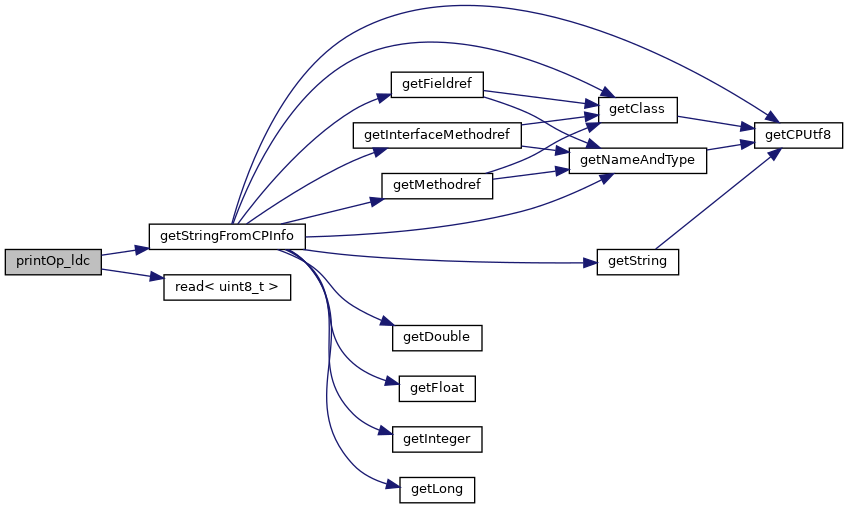 printOp_ldc
getStringFromCPInfo
read< uint8_t >
getFieldref
getInterfaceMethodref
getMethodref
getDouble
getFloat
getInteger
getLong
getClass
getNameAndType
getString
getCPUtf8